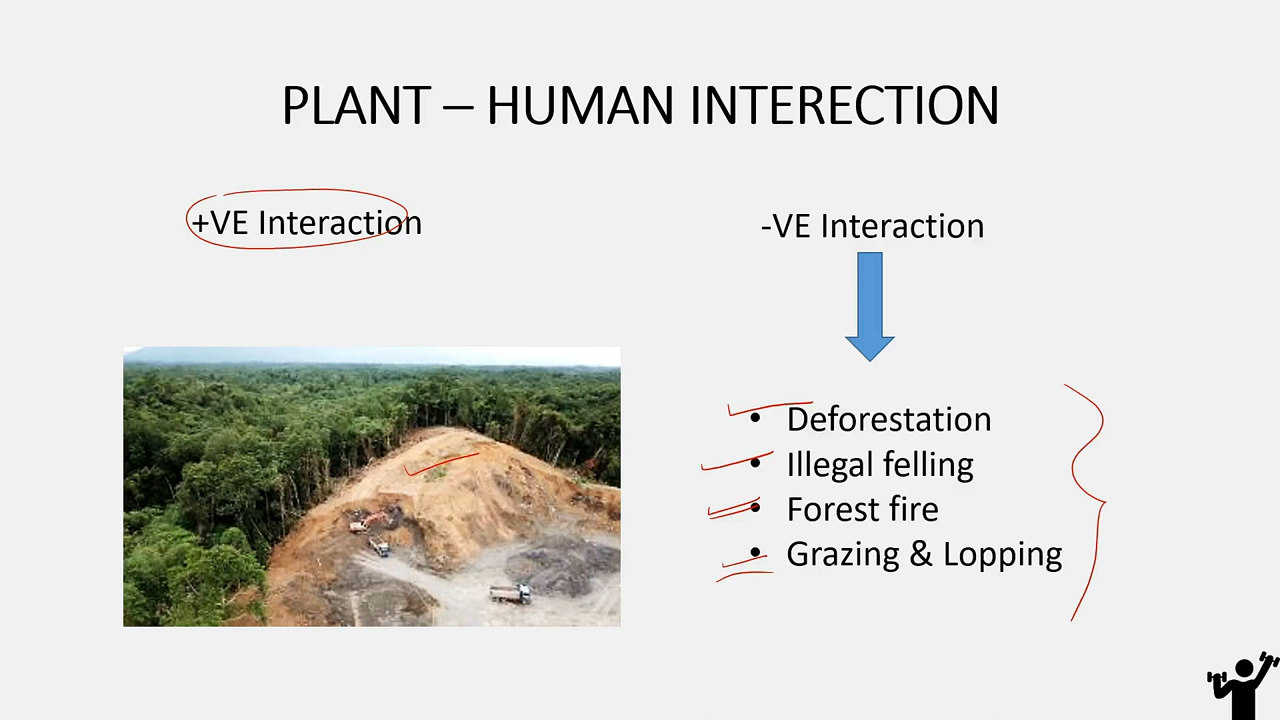 PLANT – HUMAN INTERECTION
+VE Interaction
-VE Interaction
• Deforestation
• Illegal felling
• Forest fire
• Grazing & Lopping